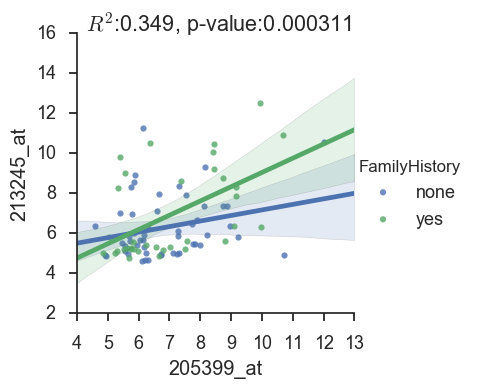 R²:0.349, p-value:0.000311
16
14
12
10
8
6
4
2
213245_at
4 5 6 7 8 9 10 11 12 13
205399_at
FamilyHistory
none
yes